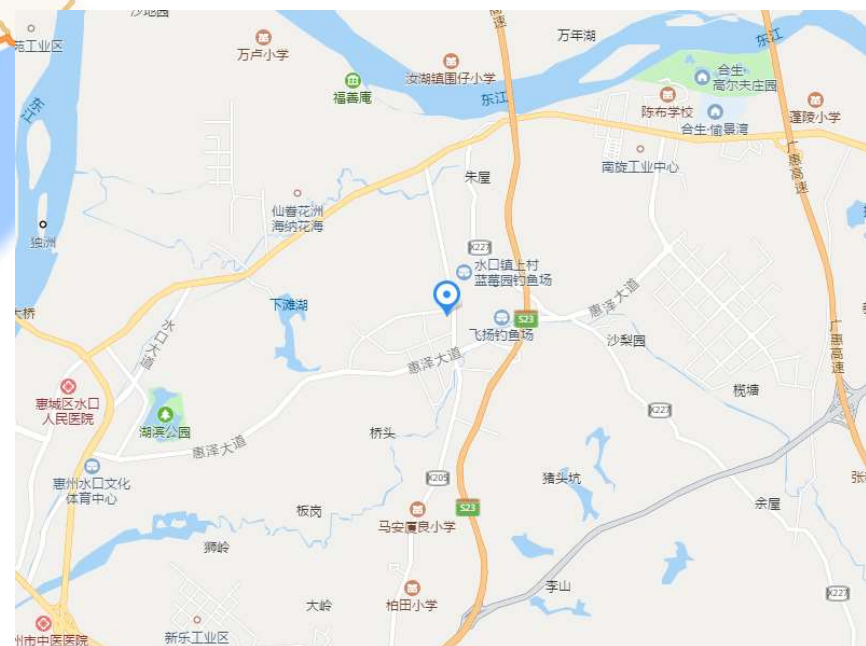 沙地园
苑工业区
万卢小学
高速
万年湖
东江
汝湖镇围仔小学
福善庵
东江
合生·
高尔夫庄园
陈布学校
合生·愉景湾
蓬陵小学
东江
广惠高速
南旋工业中心
朱屋
仙眷花洲
海纳花海
独洲
X227
水口镇上村
蓝莓园钓鱼场
下滩湖
大桥
水口大道
惠泽大道
S23
飞扬钓鱼场
沙梨园
广惠高速
惠泽大道
惠城区水口
人民医院
湖滨公园
榄塘
X227
桥头
惠泽大道
惠州水口文化
体育中心
X205
猪头坑
张
板岗
S23
余屋
马安厦良小学
狮岭
李山
大岭
柏田小学
X227
新乐工业区
州市中医医院